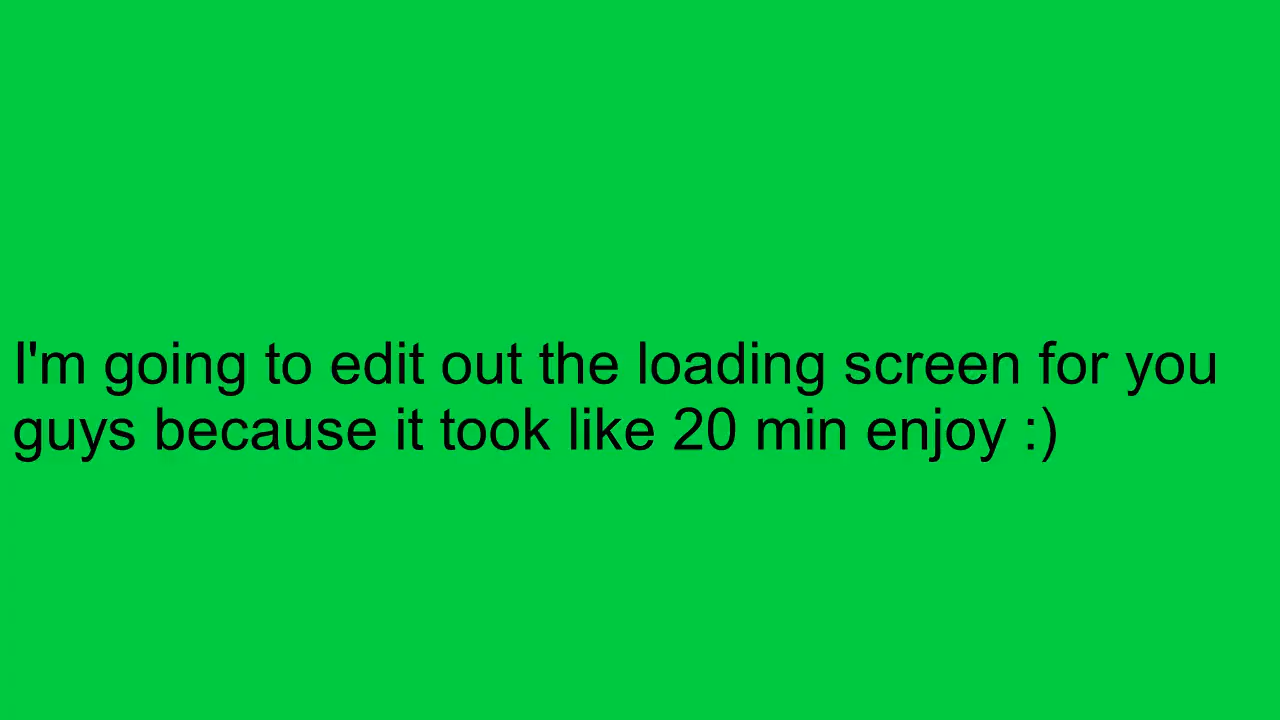 I'm going to edit out the loading screen for you
guys because it took like 20 min enjoy :)